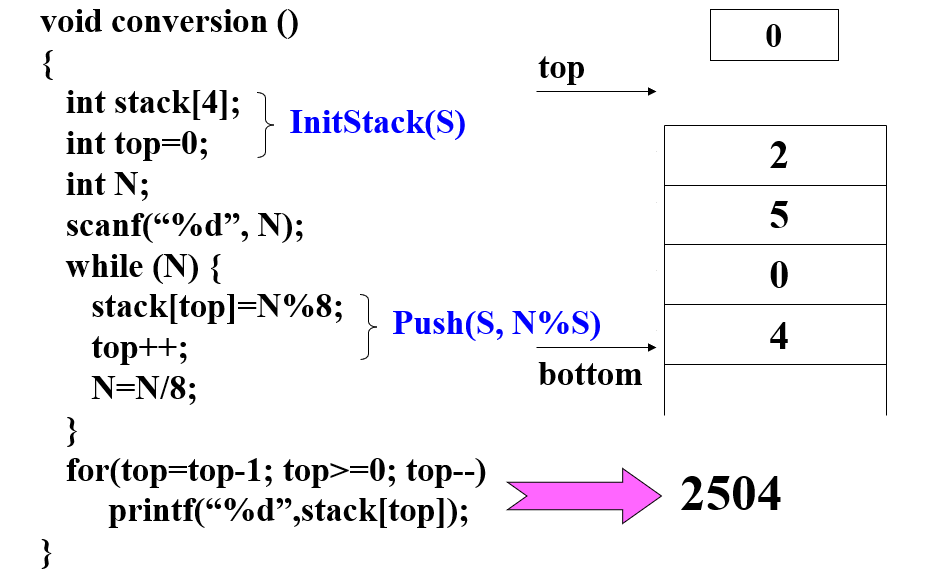 void conversion ()
{
int stack[4];
int top=0;
InitStack(S)
int N;
scanf(“%d”, N);
while (N) {
stack[top]=N%8;
top++;
Push(S, N%S)
N=N/8;
}
for(top=top-1; top>=0; top--)
printf(“%d”,stack[top]);
}
0
top
2
5
0
4
bottom
2504